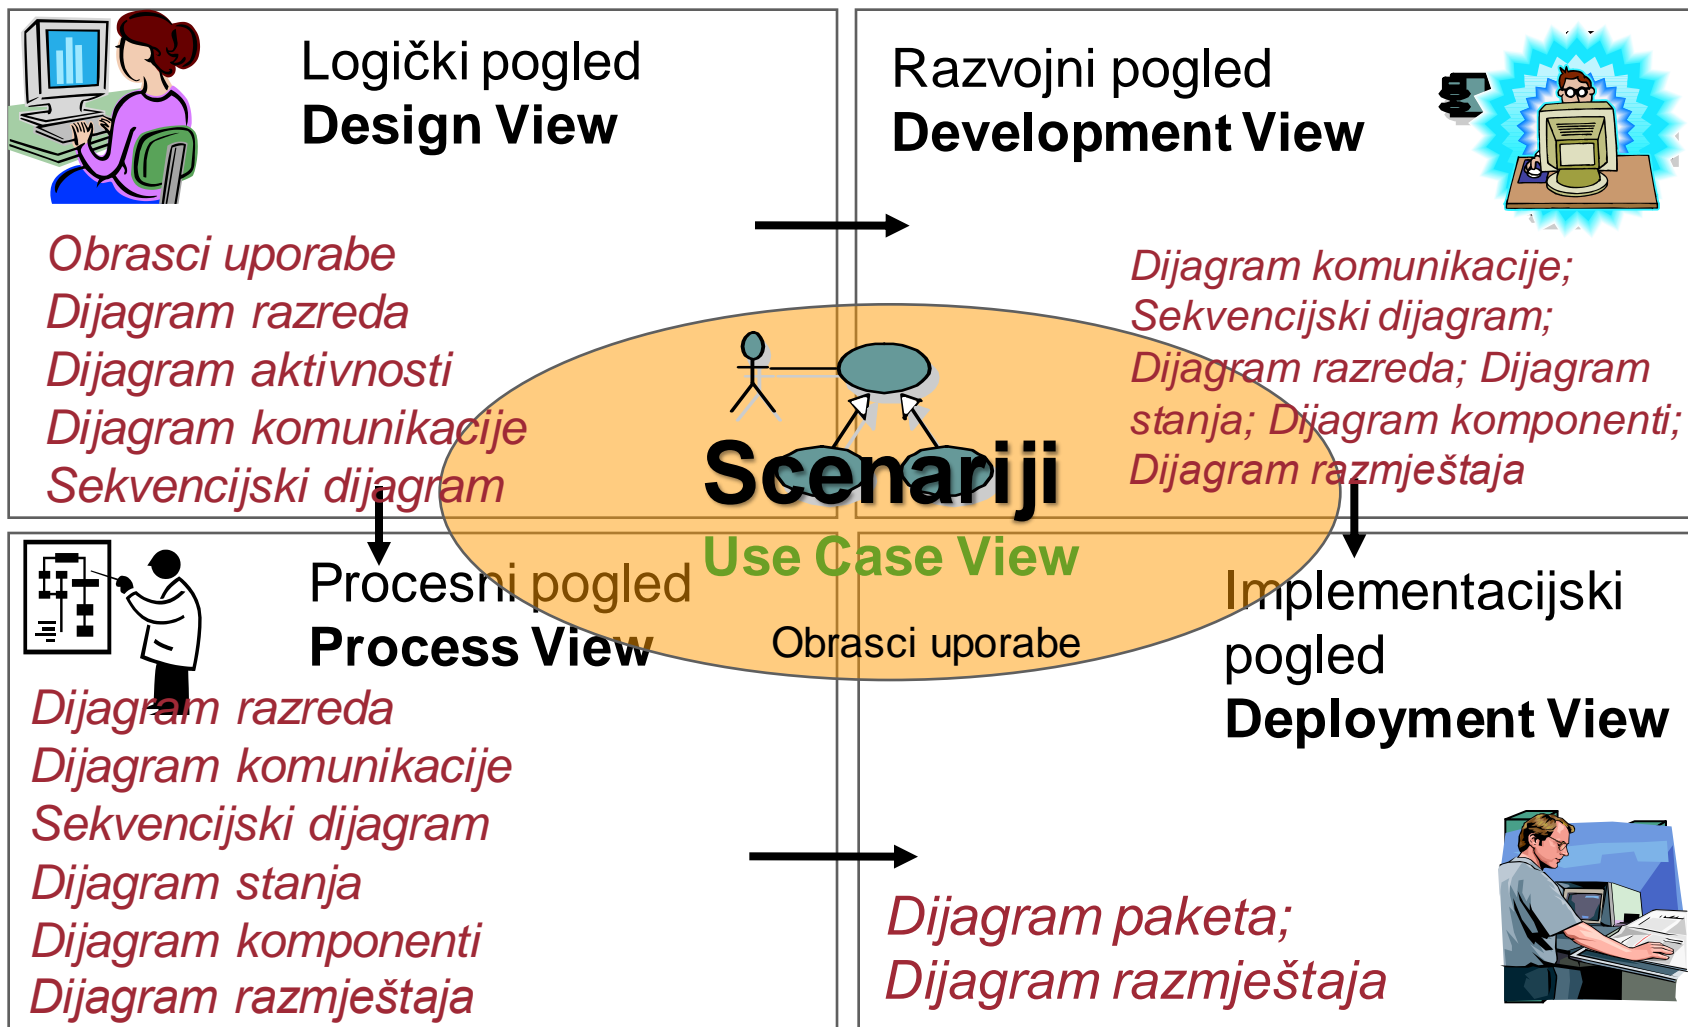 Logički pogled
Design View
Obrasci uporabe
Dijagram razreda
Dijagram aktivnosti
Dijagram komunikacije
Sekvencijski dijagram
Razvojni pogled
Development View
Dijagram komunikacije;
Sekvencijski dijagram;
Dijagram razreda; Dijagram
stanja; Dijagram komponenti;
Dijagram razmještaja
Scenariji
Use Case View
Obrasci uporabe
Procesni pogled
Process View
Dijagram razreda
Dijagram komunikacije
Sekvencijski dijagram
Dijagram stanja
Dijagram komponenti
Dijagram razmještaja
Implementacijski
pogled
Deployment View
Dijagram paketa;
Dijagram razmještaja